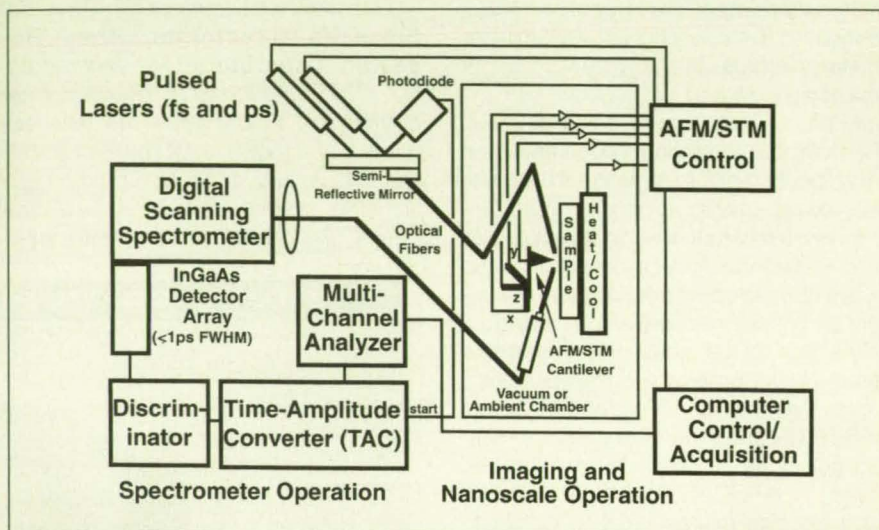 Pulsed
Lasers (fs and ps)
Photodiode
AFM/STM
Control
Semi-
Reflective Mirror
Digital
Scanning
Spectrometer
Optical
Fibers
InGaAs
Detector
Array
(<1ps FWHM)
Multi-
Channel
Analyzer
y
z
x
Sample
Heat/Cool
AFM/STM
Cantilever
Vacuum or
Ambient Chamber
Discrim-
inator
Time-Amplitude
Converter (TAC)
start
Computer
Control/
Acquisition
Spectrometer Operation
Imaging and
Nanoscale Operation